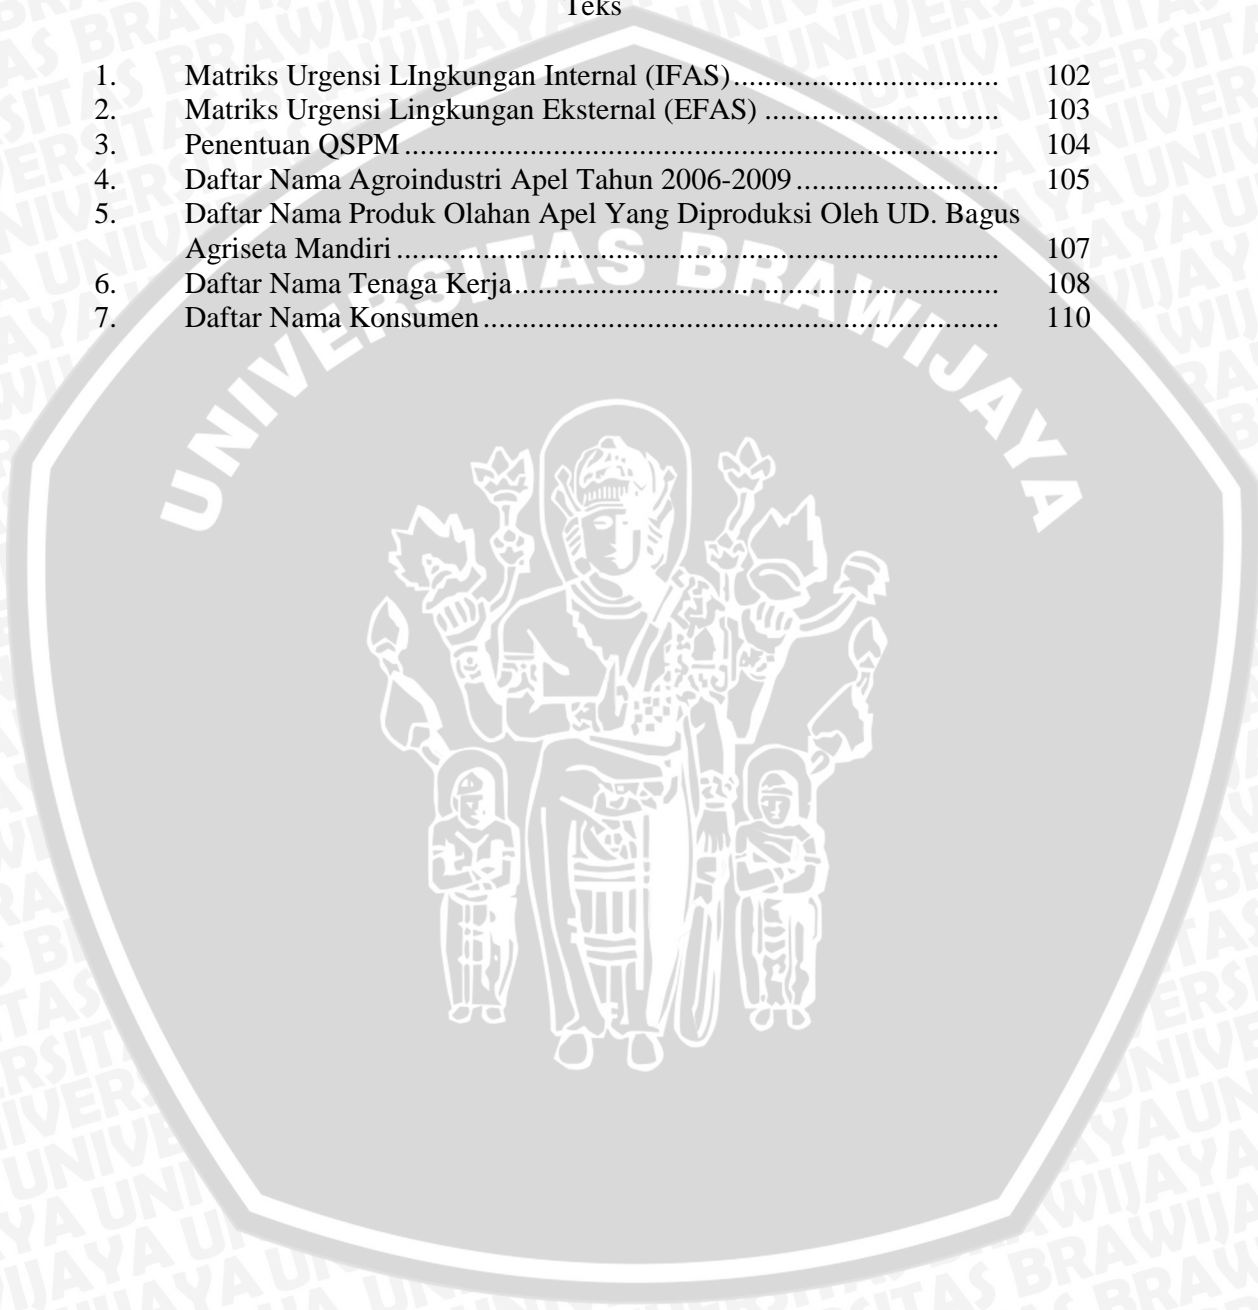 Teks
1. Matriks Urgensi LIngkungan Internal (IFAS).................................. 102
2. Matriks Urgensi Lingkungan Eksternal (EFAS) .............................. 103
3. Penentuan QSPM ............................................................................. 104
4. Daftar Nama Agroindustri Apel Tahun 2006-2009 .......................... 105
5. Daftar Nama Produk Olahan Apel Yang Diproduksi Oleh UD. Bagus
Agriseta Mandiri .............................................................................. 107
6. Daftar Nama Tenaga Kerja............................................................... 108
7. Daftar Nama Konsumen ................................................................... 110
UNIVERSITAS BRAWIJAYA